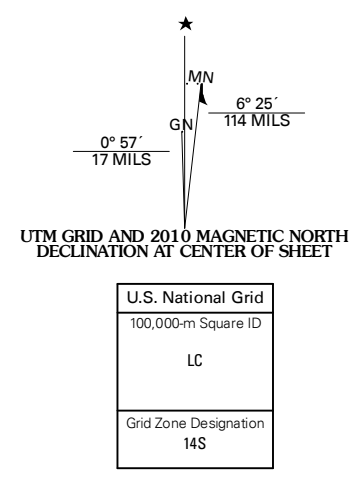 ★
MN
GN
6° 25´
114 MILS
0° 57´
17 MILS
UTM GRID AND 2010 MAGNETIC NORTH
DECLINATION AT CENTER OF SHEET
U.S. National Grid
100,000-m Square ID
LC
Grid Zone Designation
14S